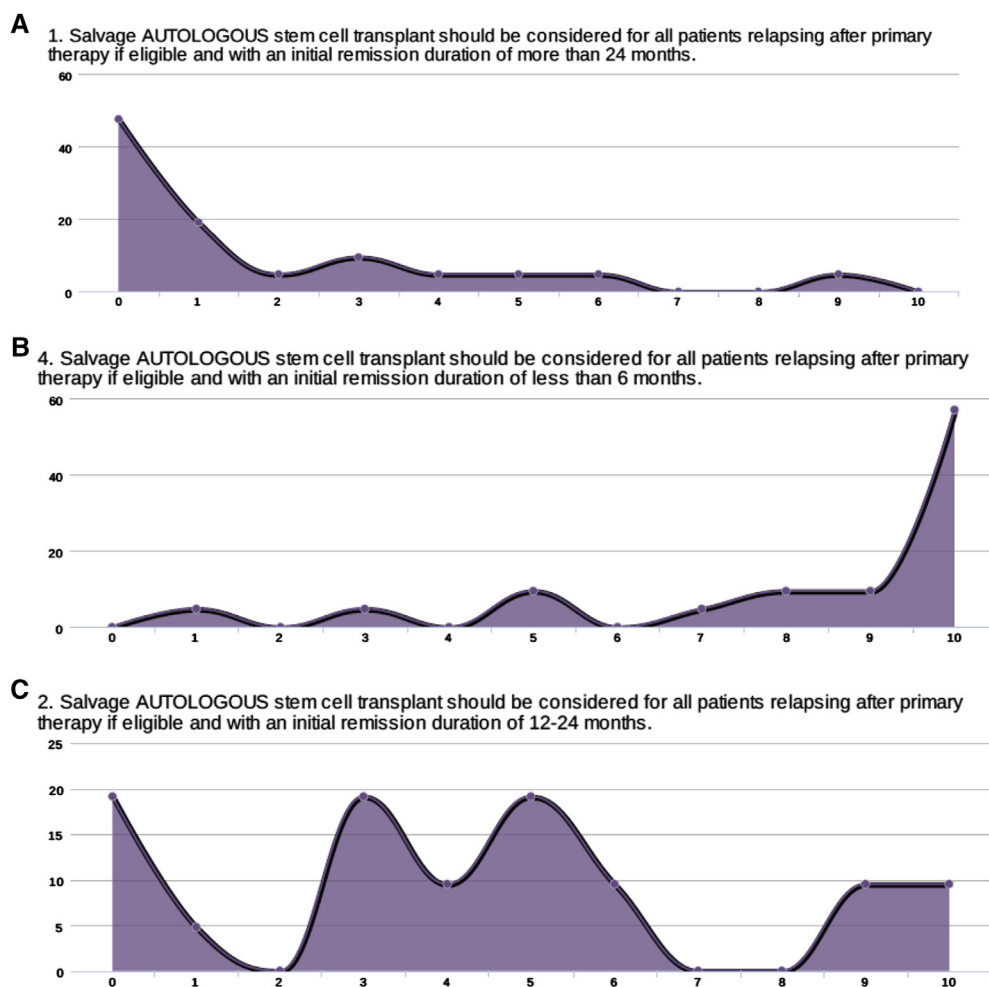 A
1. Salvage AUTOLOGOUS stem cell transplant should be considered for all patients relapsing after primary
therapy if eligible and with an initial remission duration of more than 24 months.
60
40
20
0
0 1 2 3 4 5 6 7 8 9 10
B
4. Salvage AUTOLOGOUS stem cell transplant should be considered for all patients relapsing after primary
therapy if eligible and with an initial remission duration of less than 6 months.
60
40
20
0
0 1 2 3 4 5 6 7 8 9 10
C
2. Salvage AUTOLOGOUS stem cell transplant should be considered for all patients relapsing after primary
therapy if eligible and with an initial remission duration of 12-24 months.
25
20
15
10
5
0
0 1 2 3 4 5 6 7 8 9 10